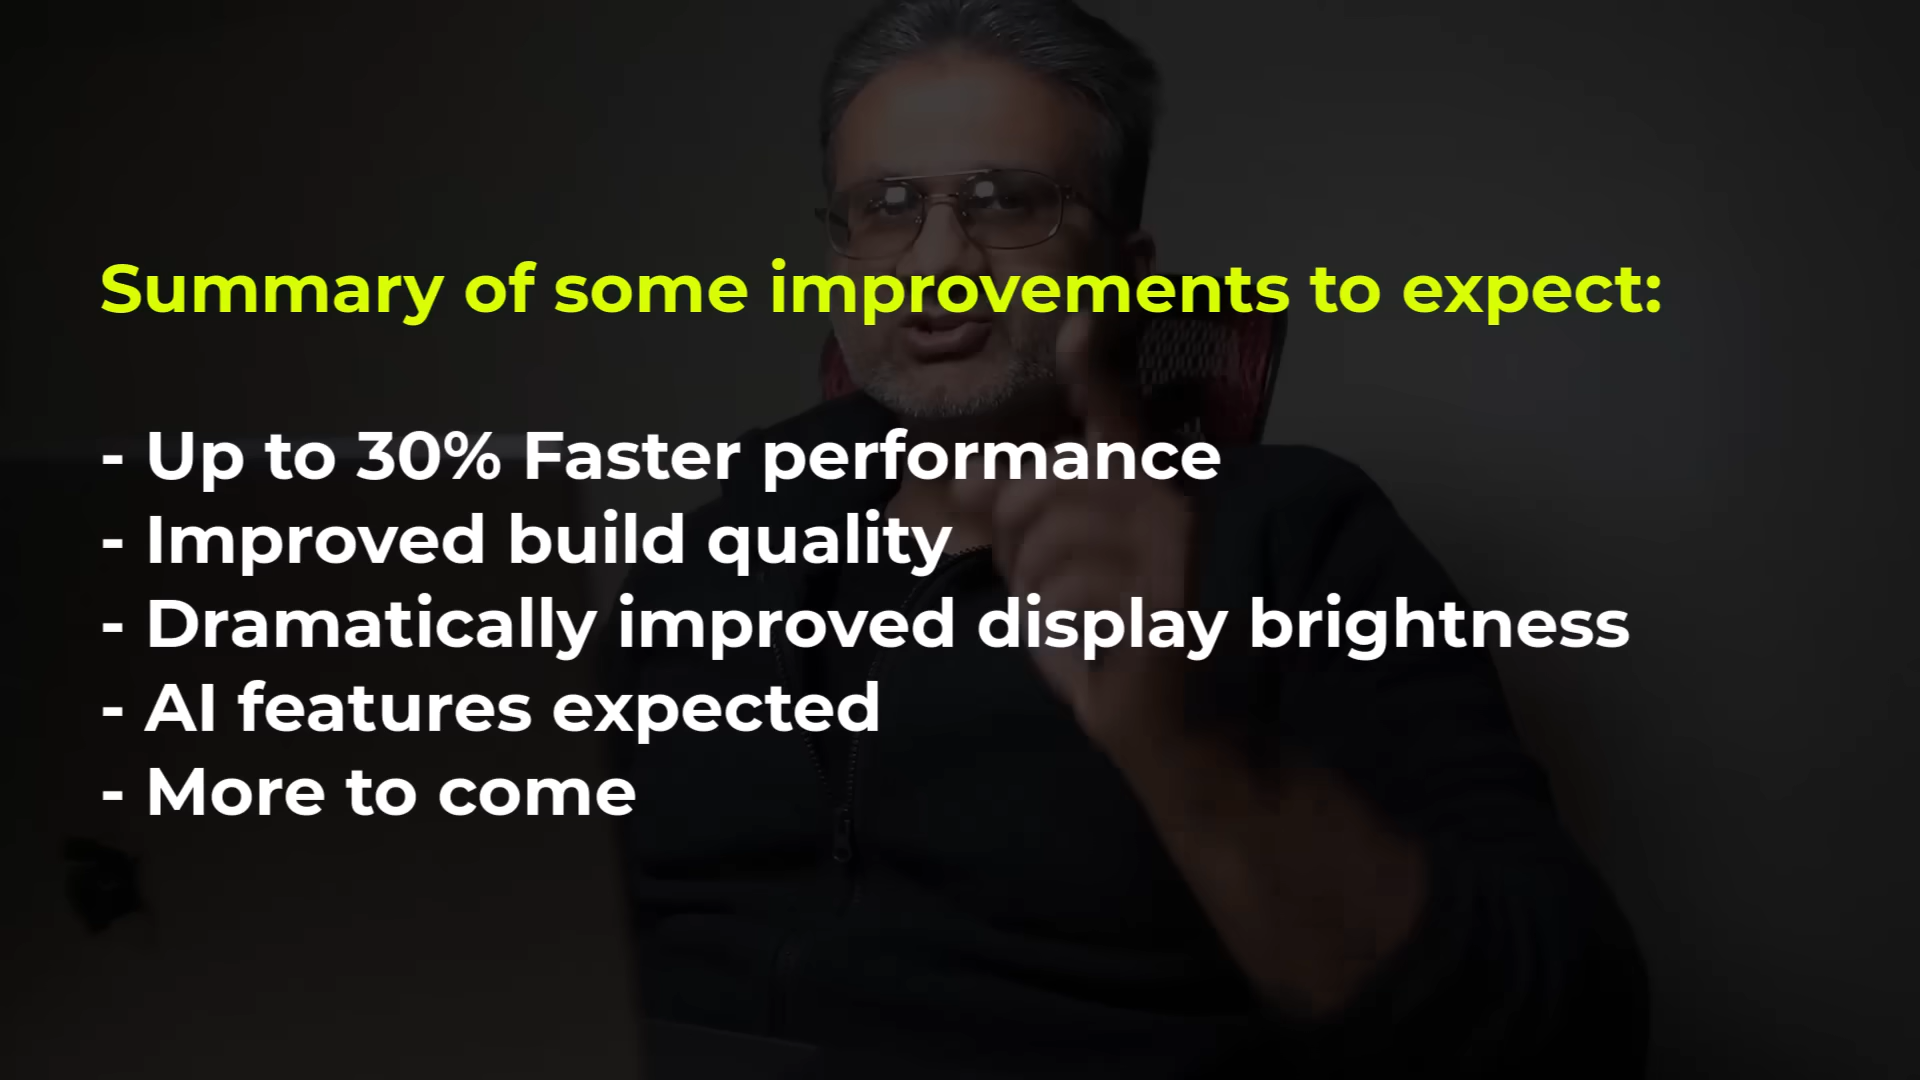 Summary of some improvements to expect:
- Up to 30% Faster performance
- Improved build quality
- Dramatically improved display brightness
- AI features expected
- More to come